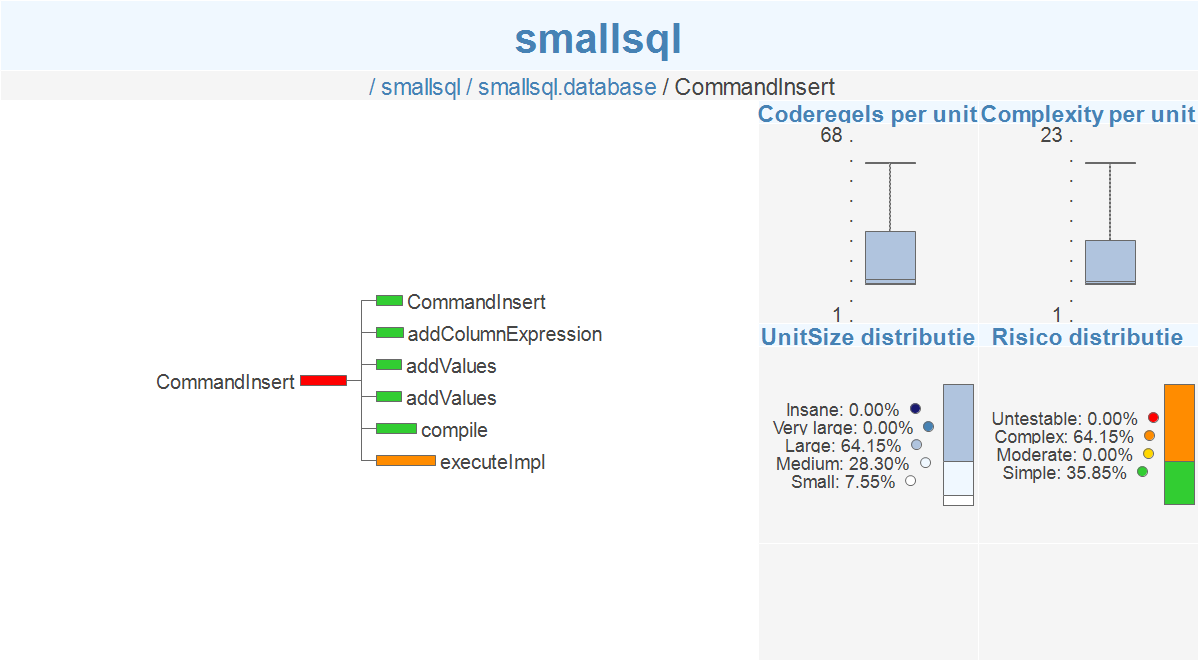 smallsql
/ smallsql / smallsql.database / CommandInsert
Coderegels per unit
Complexity per unit
68
23
1
1
CommandInsert
CommandInsert
addColumnExpression
addValues
addValues
compile
executeImpl
UnitSize distributie
Risico distributie
Insane: 0.00%
Very large: 0.00%
Large: 64.15%
Medium: 28.30%
Small: 7.55%
Untestable: 0.00%
Complex: 64.15%
Moderate: 0.00%
Simple: 35.85%